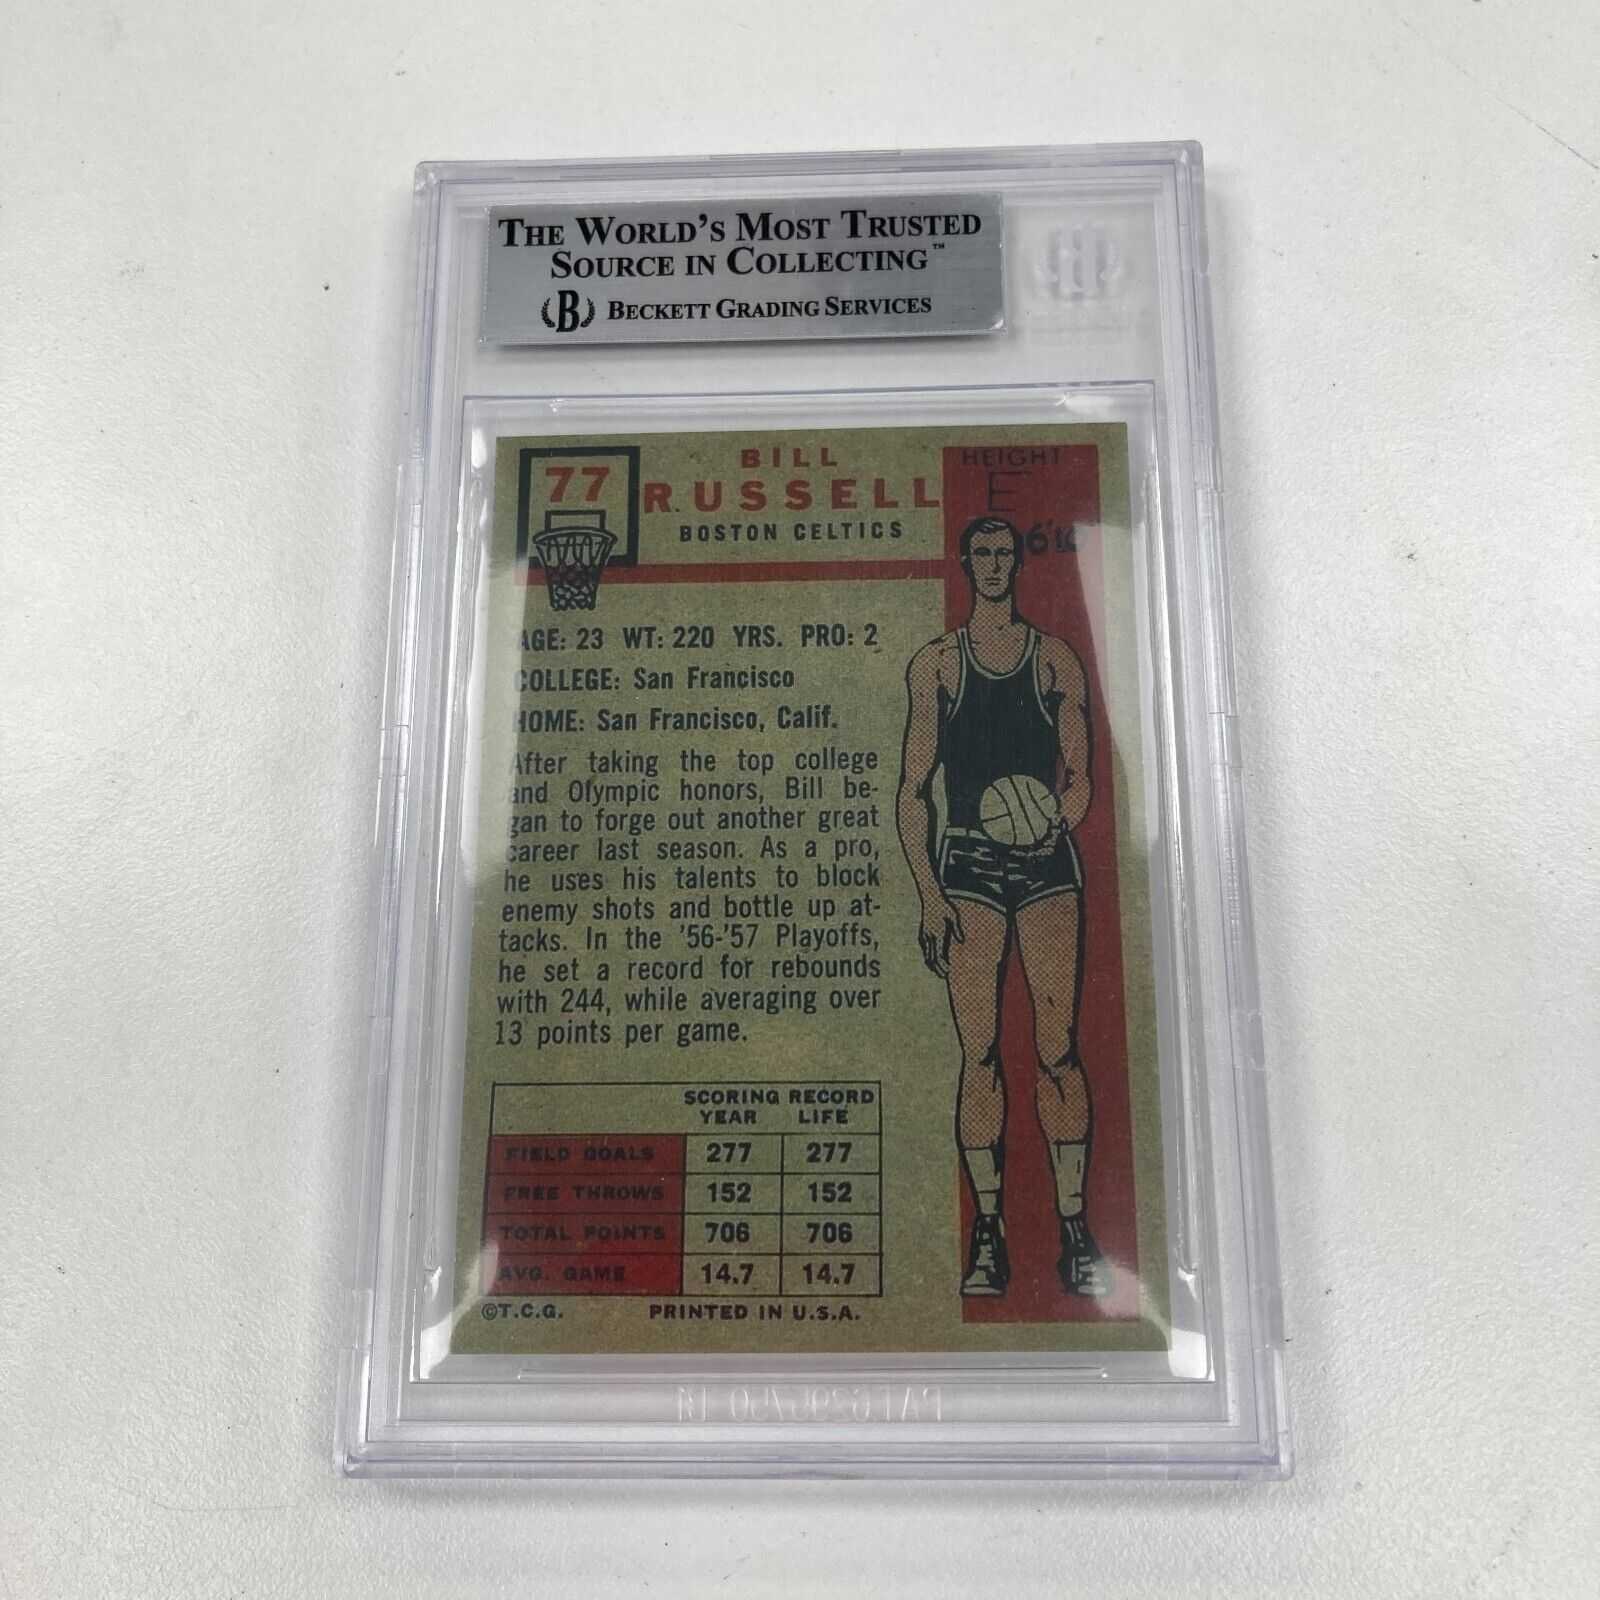 THE WORLD'S MOST TRUSTED
SOURCE IN COLLECTING™
B BECKETT GRADING SERVICES
B
77
BILL
RUSSELL
BOSTON CELTICS
HEIGHT
E
6'10
AGE: 23 WT: 220 YRS. PRO: 2
COLLEGE: San Francisco
HOME: San Francisco, Calif.
After taking the top college
and Olympic honors, Bill be-
gan to forge out another great
career last season. As a pro,
he uses his talents to block
enemy shots and bottle up at-
tacks. In the '56-'57 Playoffs,
he set a record for rebounds
with 244, while averaging over
13 points per game.
SCORING RECORD
YEAR LIFE
FIELD GOALS 277 277
FREE THROWS 152 152
TOTAL POINTS 706 706
AVG. GAME 14.7 14.7
©T.C.G. PRINTED IN U.S.A.